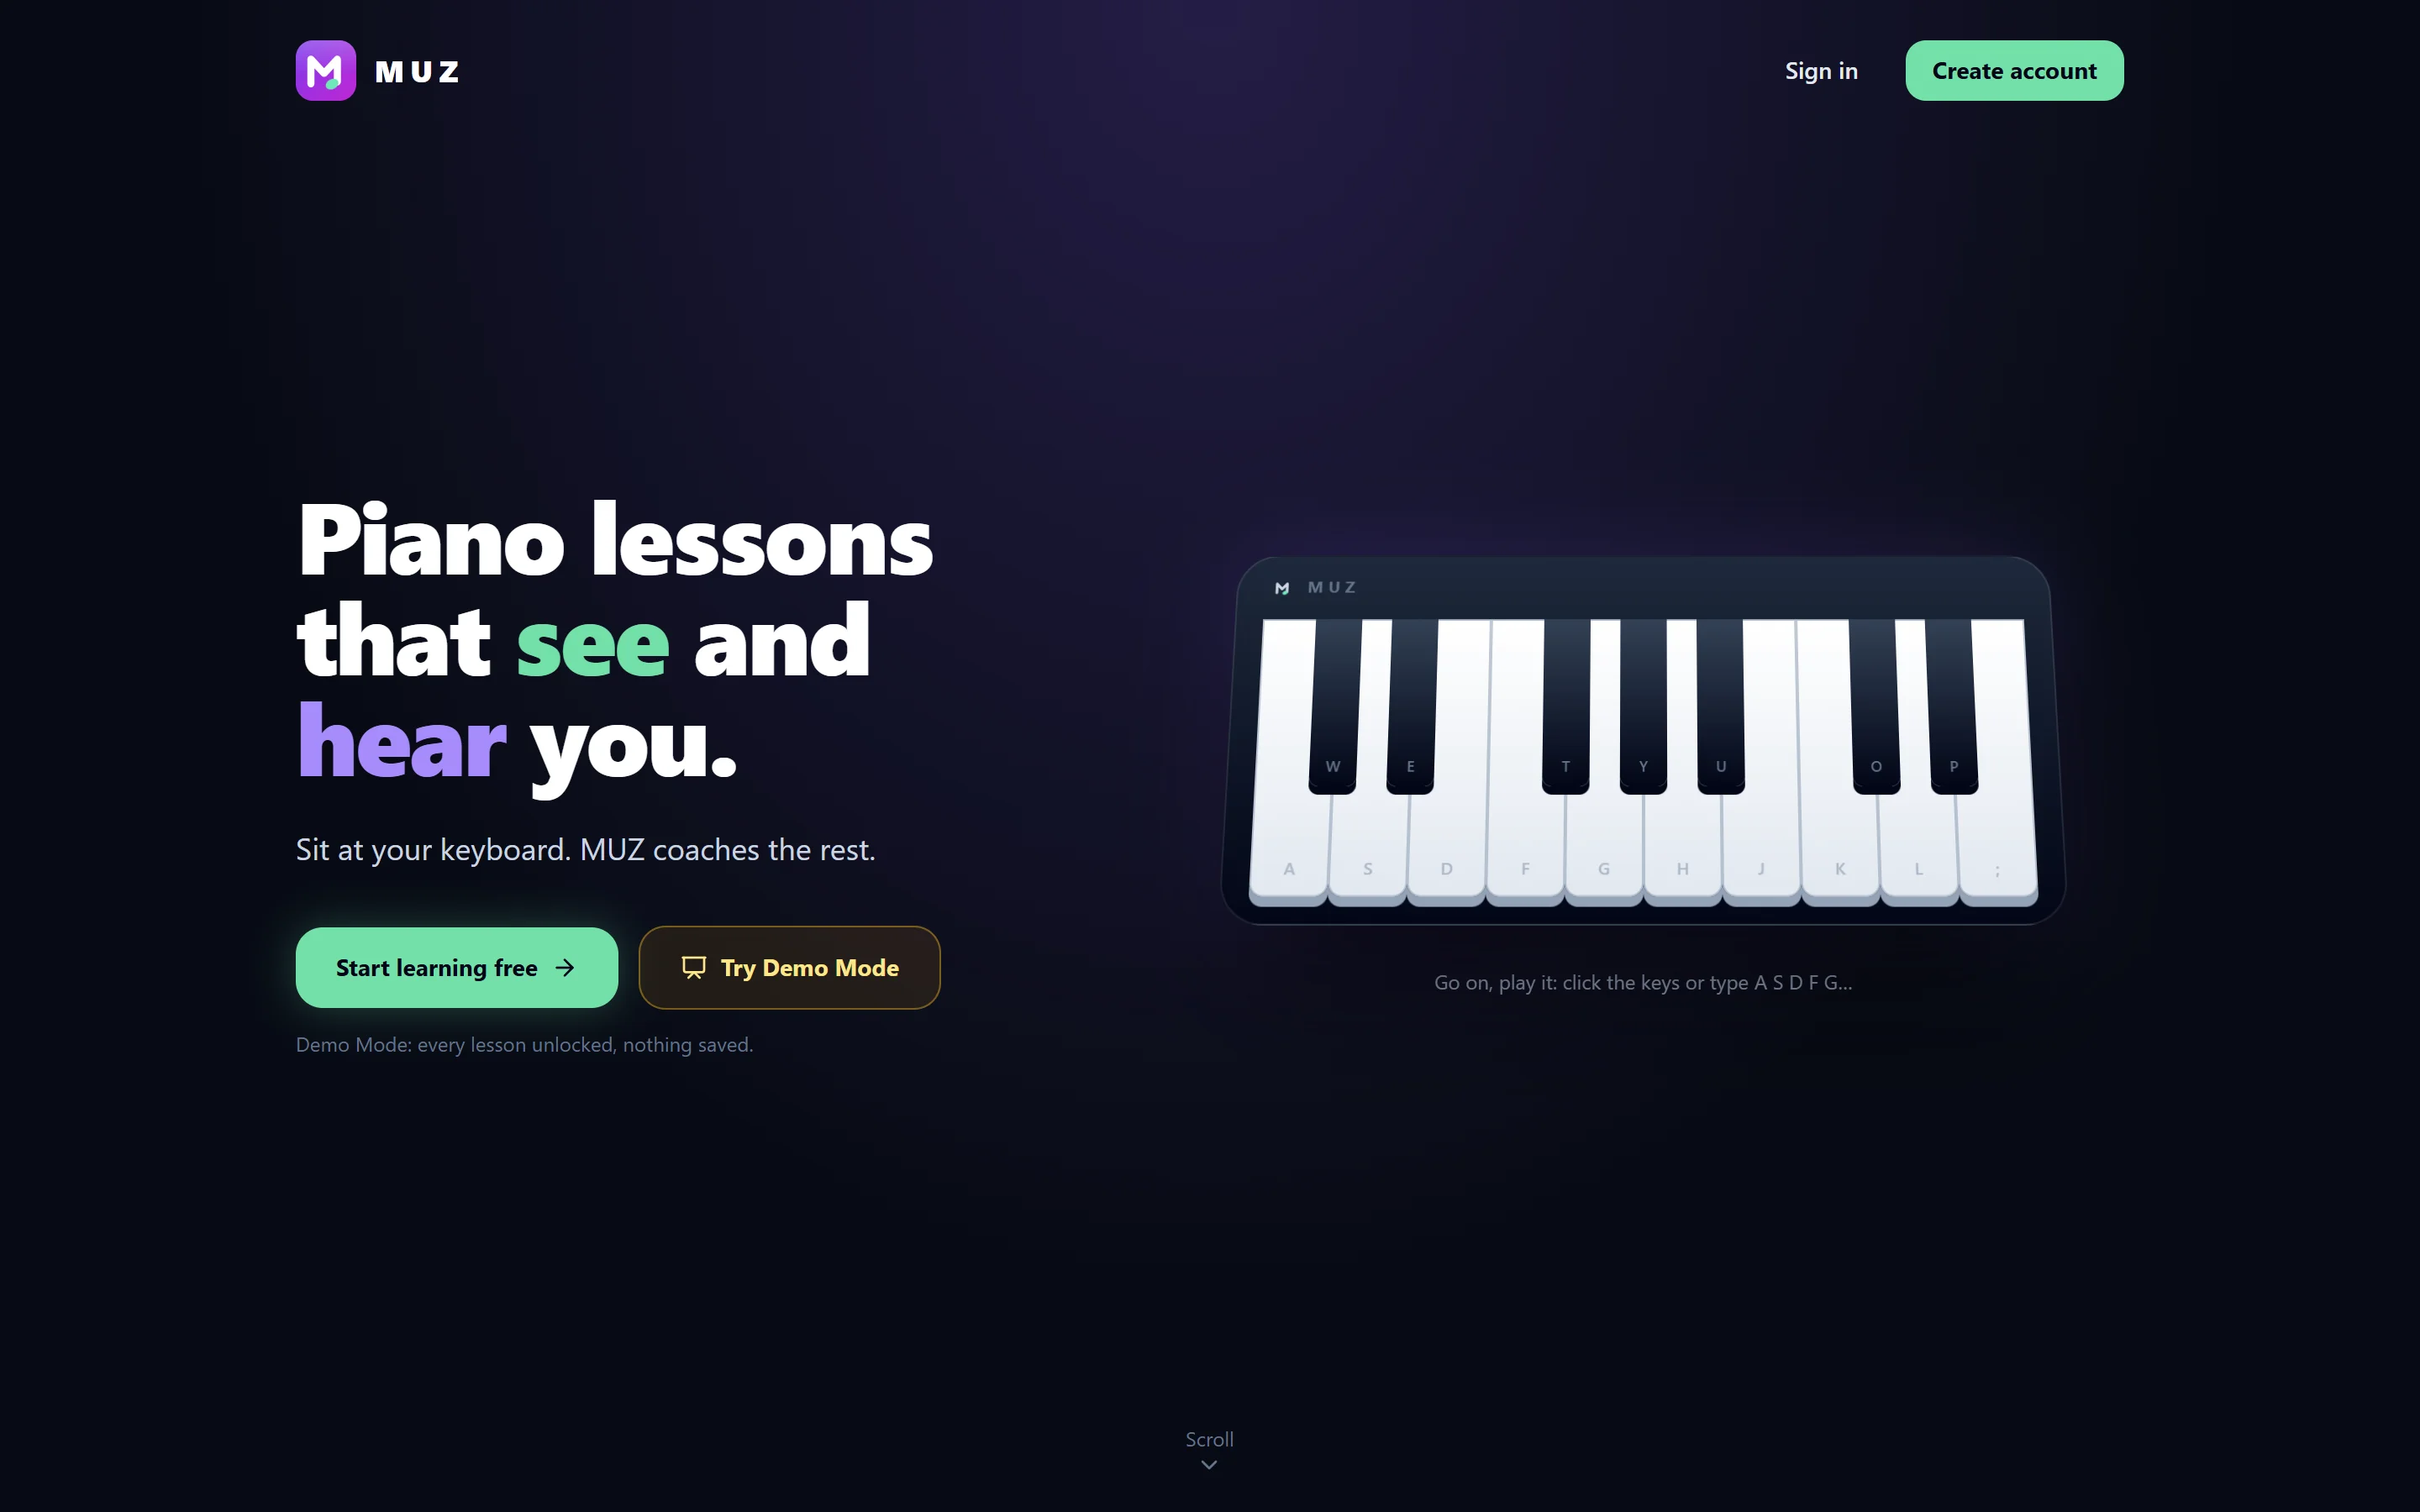 MUZ
Sign in
Create account
Piano lessons
that see and
hear you.
Sit at your keyboard. MUZ coaches the rest.
Start learning free
Try Demo Mode
Demo Mode: every lesson unlocked, nothing saved.
MUZ
W E T Y U O P
A S D F G H J K L ;
Go on, play it: click the keys or type A S D F G...
Scroll